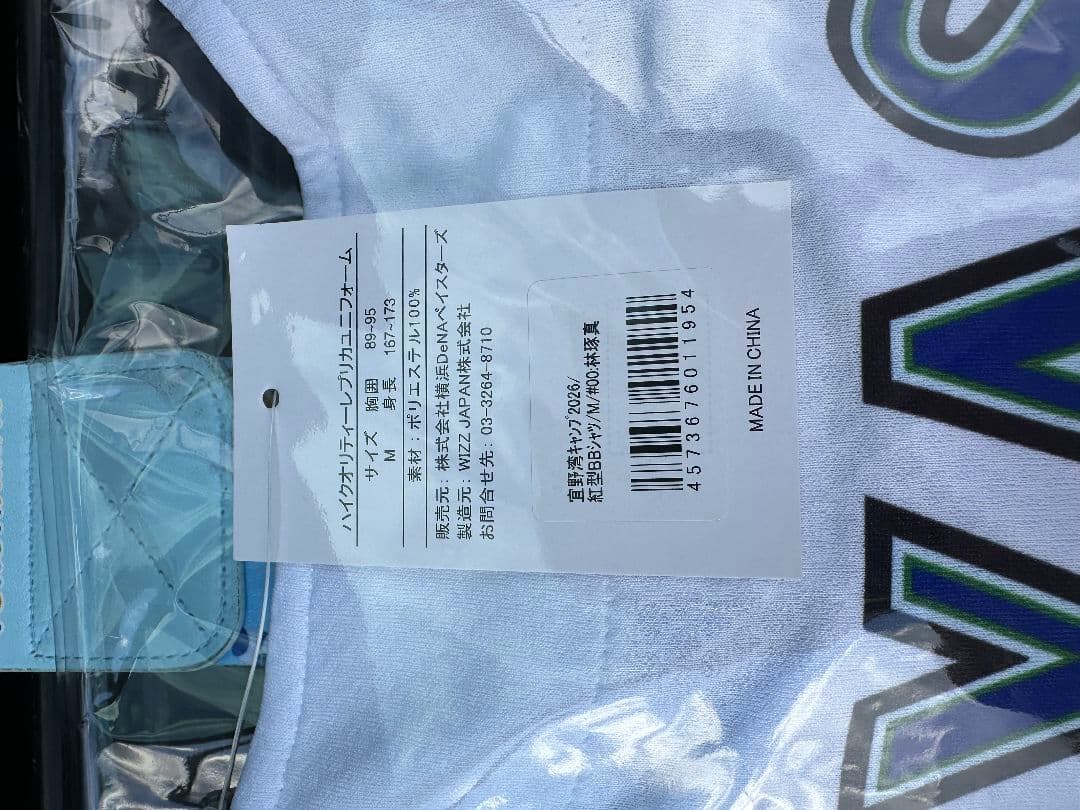 ハイクオリティーレプリカユニフォーム
サイズ 胸囲 89~95
M 身長 167~173
素材:ポリエステル100%
販売元:株式会社横浜DeNAベイスターズ
製造元:WIZZ JAPAN株式会社
お問合せ先:03-3264-8710
宜野湾キャンプ2026/
紅型BBシャツ/M/#00:林琢真
4573676011954
MADE IN CHINA